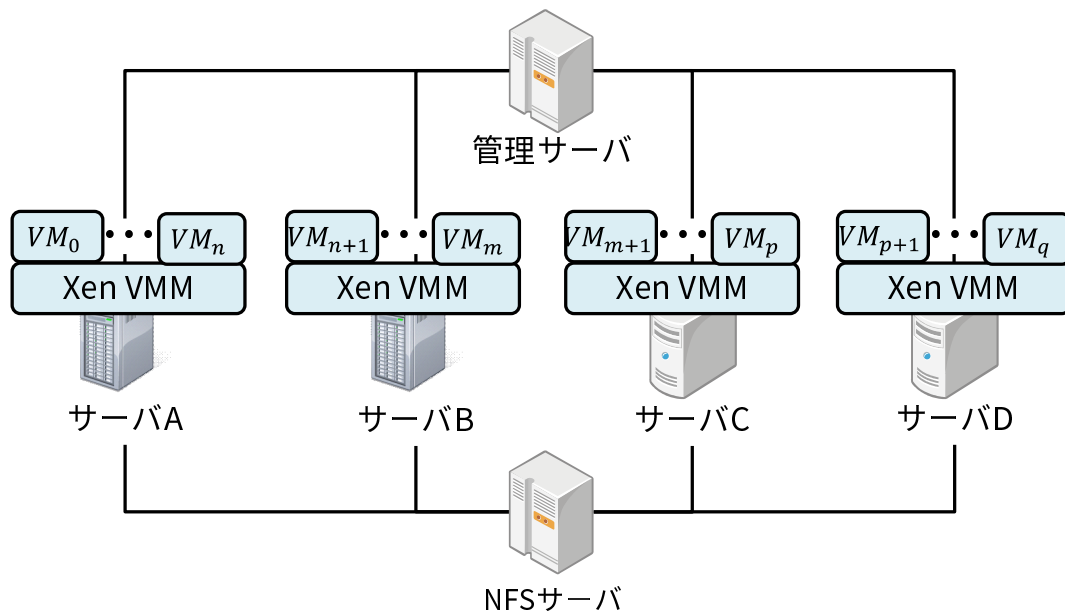 管理サーバ
VM₀ ••• VMₙ
VMₙ₊₁ ••• VMₘ
VMₘ₊₁ ••• VMₚ
VMₚ₊₁ ••• VM_q
Xen VMM
Xen VMM
Xen VMM
Xen VMM
サーバA
サーバB
サーバC
サーバD
NFSサーバ